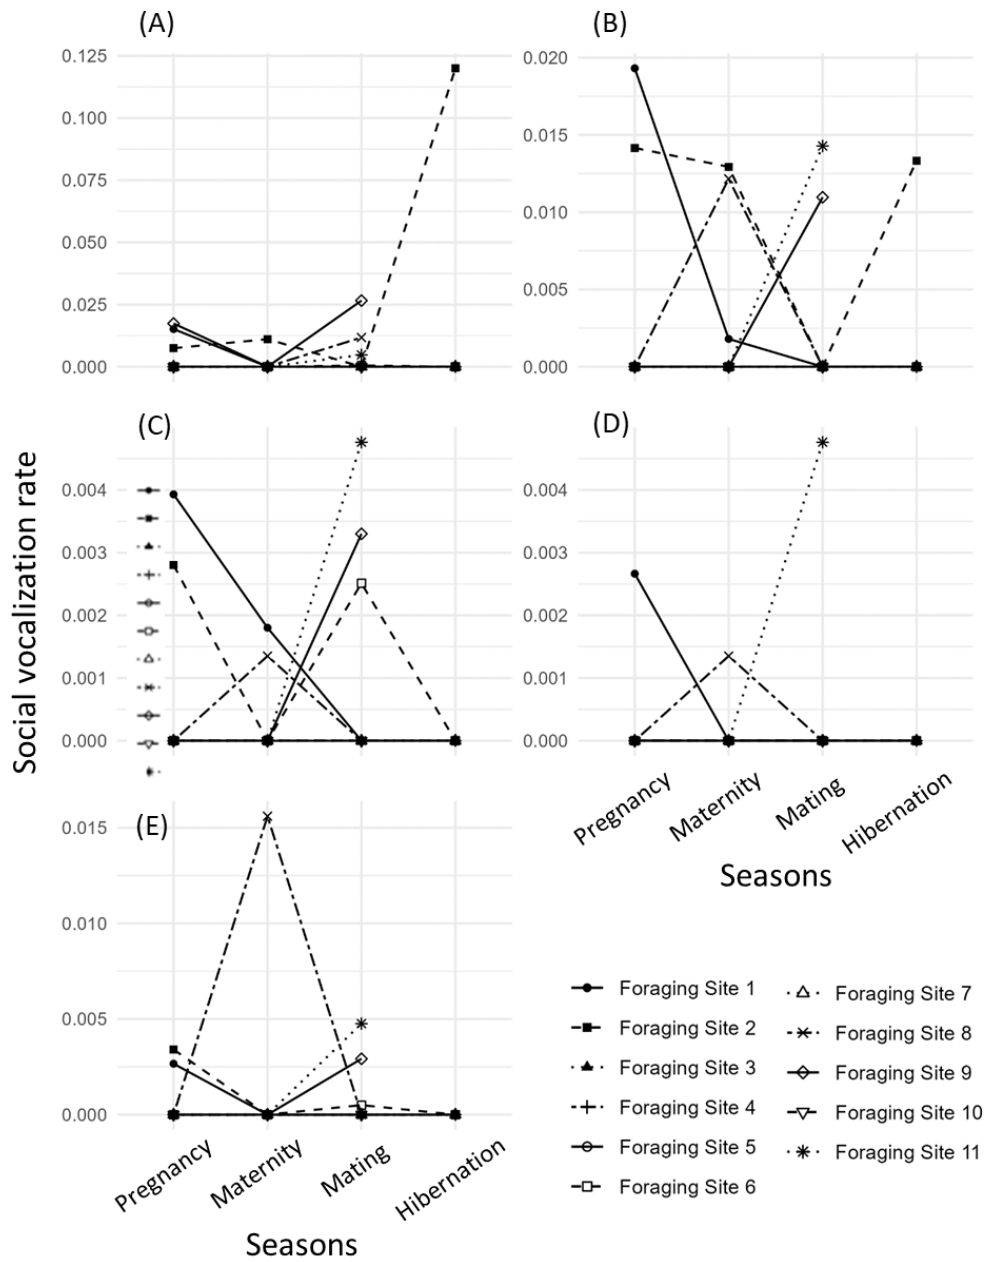 (A)
0.125
0.100
0.075
0.050
0.025
0.000
(B)
0.020
0.015
0.010
0.005
0.000
Social vocalization rate
(C)
0.004
0.003
0.002
0.001
0.000
(D)
0.004
0.003
0.002
0.001
0.000
Pregnancy
Maternity
Mating
Hibernation
Seasons
(E)
0.015
0.010
0.005
0.000
Pregnancy
Maternity
Mating
Hibernation
Seasons
Foraging Site 1
Foraging Site 2
Foraging Site 3
Foraging Site 4
Foraging Site 5
Foraging Site 6
Foraging Site 7
Foraging Site 8
Foraging Site 9
Foraging Site 10
Foraging Site 11